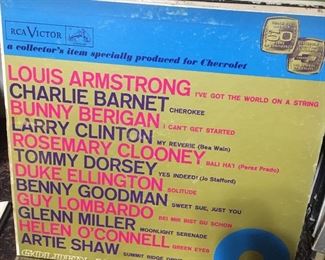 RCA VICTOR
a collector's item specially produced for Chevrolet
LOUIS ARMSTRONG I'VE GOT THE WORLD ON A STRING
CHARLIE BARNET CHEROKEE
BUNNY BERIGAN I CAN'T GET STARTED
LARRY CLINTON MY REVERIE (Bea Wain)
ROSEMARY CLOONEY BALI HA'I (Perez Prado)
TOMMY DORSEY YES INDEED! (Jo Stafford)
DUKE ELLINGTON SOLITUDE
BENNY GOODMAN SWEET SUE, JUST YOU
GUY LOMBARDO BEI MIR BIST DU SCHON
GLENN MILLER MOONLIGHT SERENADE
HELEN O'CONNELL GREEN EYES
ARTIE SHAW SUMMIT RIDGE